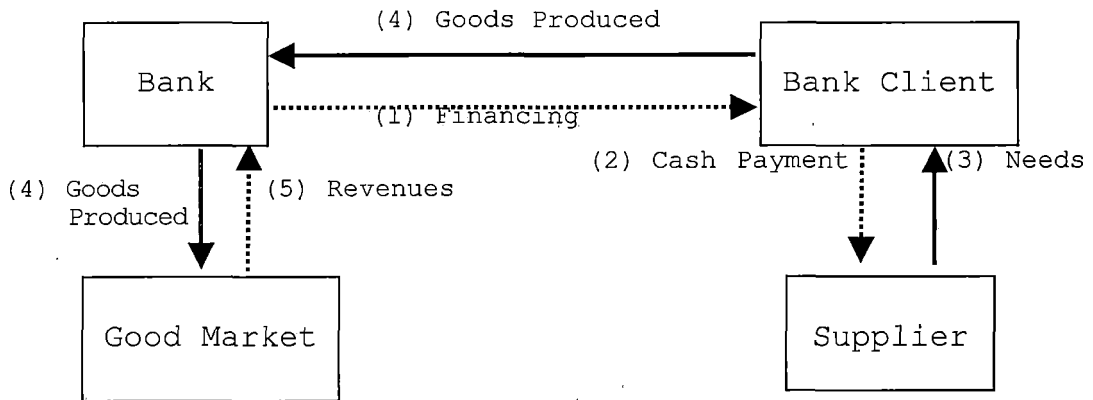 (4) Goods Produced
Bank
Bank Client
(1) Financing
(2) Cash Payment
(3) Needs
(4) Goods
Produced
(5) Revenues
Good Market
Supplier